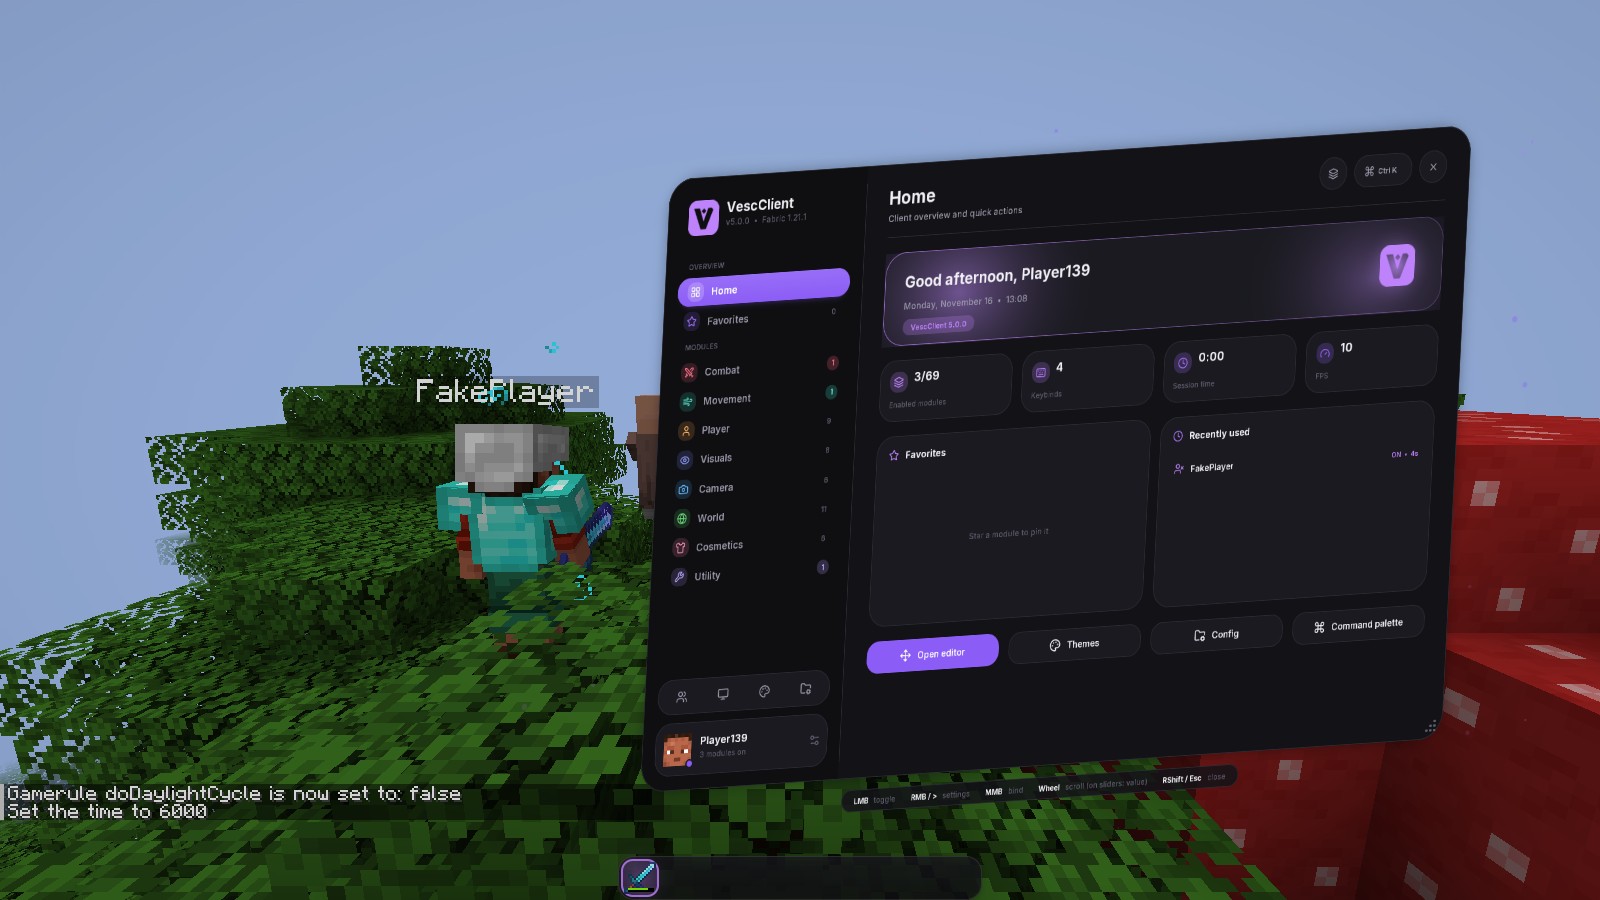 VescClient
v5.0.0 • Fabric 1.21.1
OVERVIEW
Home
Favorites 0
MODULES
Combat 1
Movement 1
Player 9
Visuals
Camera
World 11
Cosmetics 6
Utility 1
Player139
3 modules on
Home
Client overview and quick actions
Ctrl K
Good afternoon, Player139
Monday, November 16 • 13:08
VescClient 5.0.0
3/69
Enabled modules
4
Keybinds
0:00
Session time
10
FPS
Favorites
Star a module to pin it
Recently used
FakePlayer ON • 4s
Open editor
Themes
Config
Command palette
LMB toggle RMB / > settings MMB bind Wheel scroll (on sliders: value) RShift / Esc close
FakePlayer
Gamerule doDaylightCycle is now set to: false
Set the time to 6000